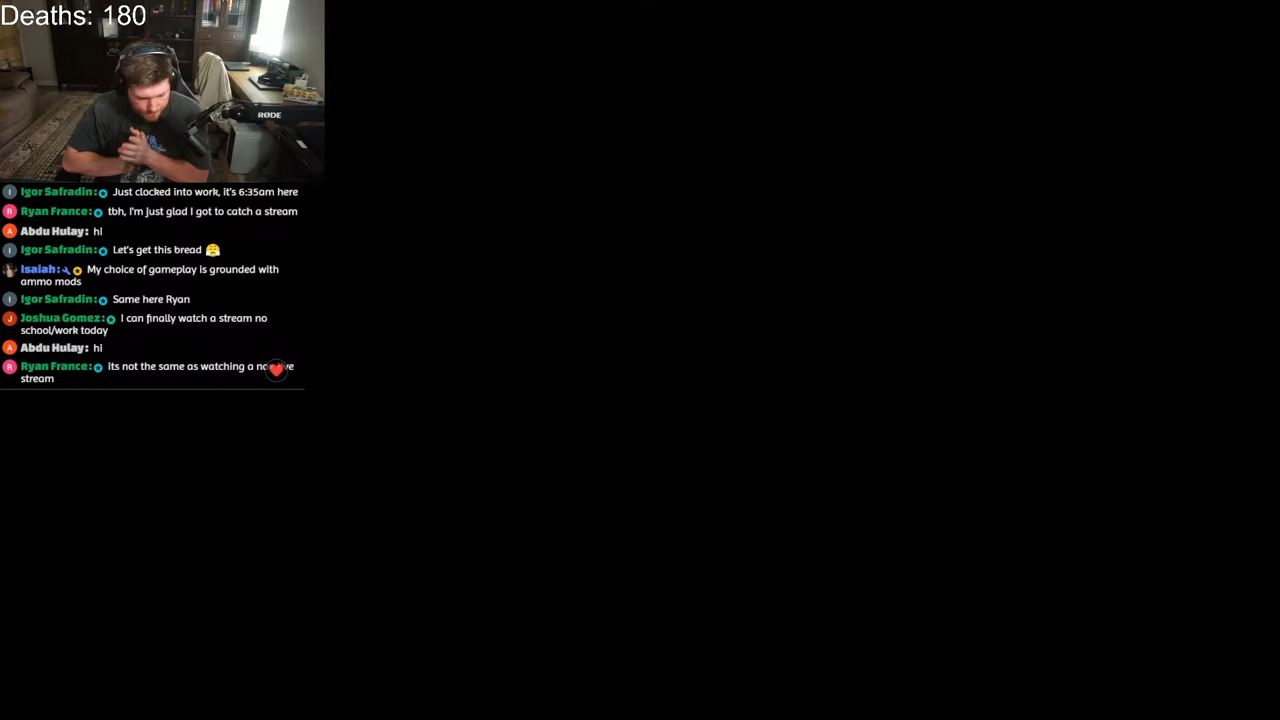 Deaths: 180
RØDE
I Igor Safradin: Just clocked into work, it's 6:35am here
R Ryan France: tbh, I'm just glad I got to catch a stream
A Abdu Hulay: hi
I Igor Safradin: Let's get this bread 😤
Isaiah: My choice of gameplay is grounded with
ammo mods
I Igor Safradin: Same here Ryan
J Joshua Gomez: I can finally watch a stream no
school/work today
A Abdu Hulay: hi
R Ryan France: Its not the same as watching a
stream